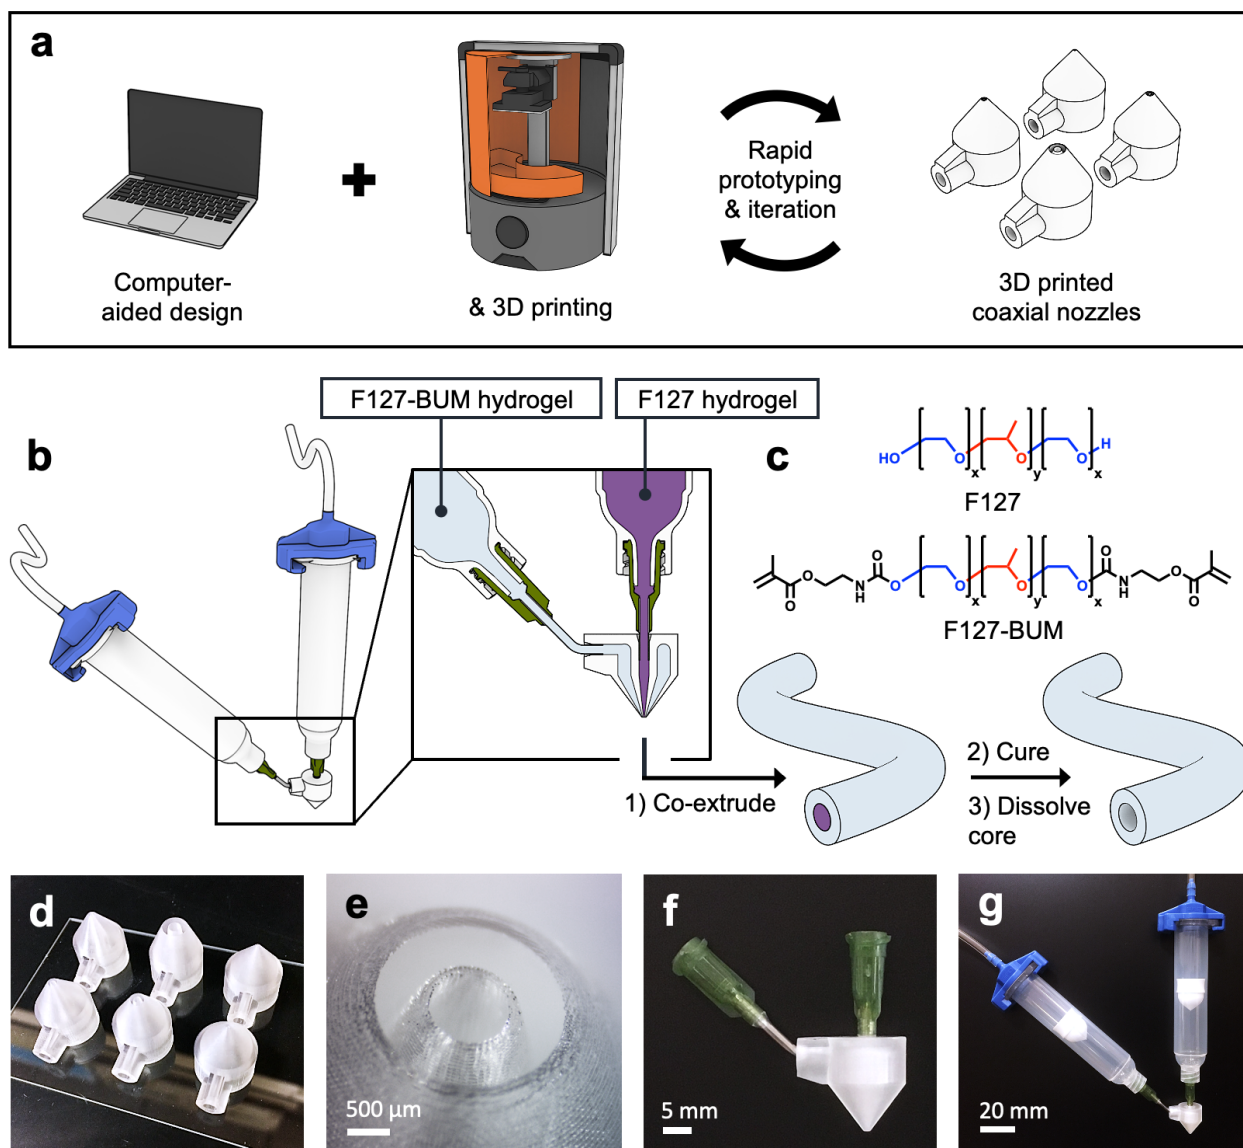 a
Computer-
aided design
& 3D printing
Rapid
prototyping
& iteration
3D printed
coaxial nozzles
b
F127-BUM hydrogel
F127 hydrogel
1) Co-extrude
2) Cure
3) Dissolve
core
c
HO
O
x
O
y
O
x
H
F127
O
O
N
H
O
O
O
x
O
y
O
x
O
N
H
O
O
F127-BUM
d
e
500 µm
f
5 mm
g
20 mm